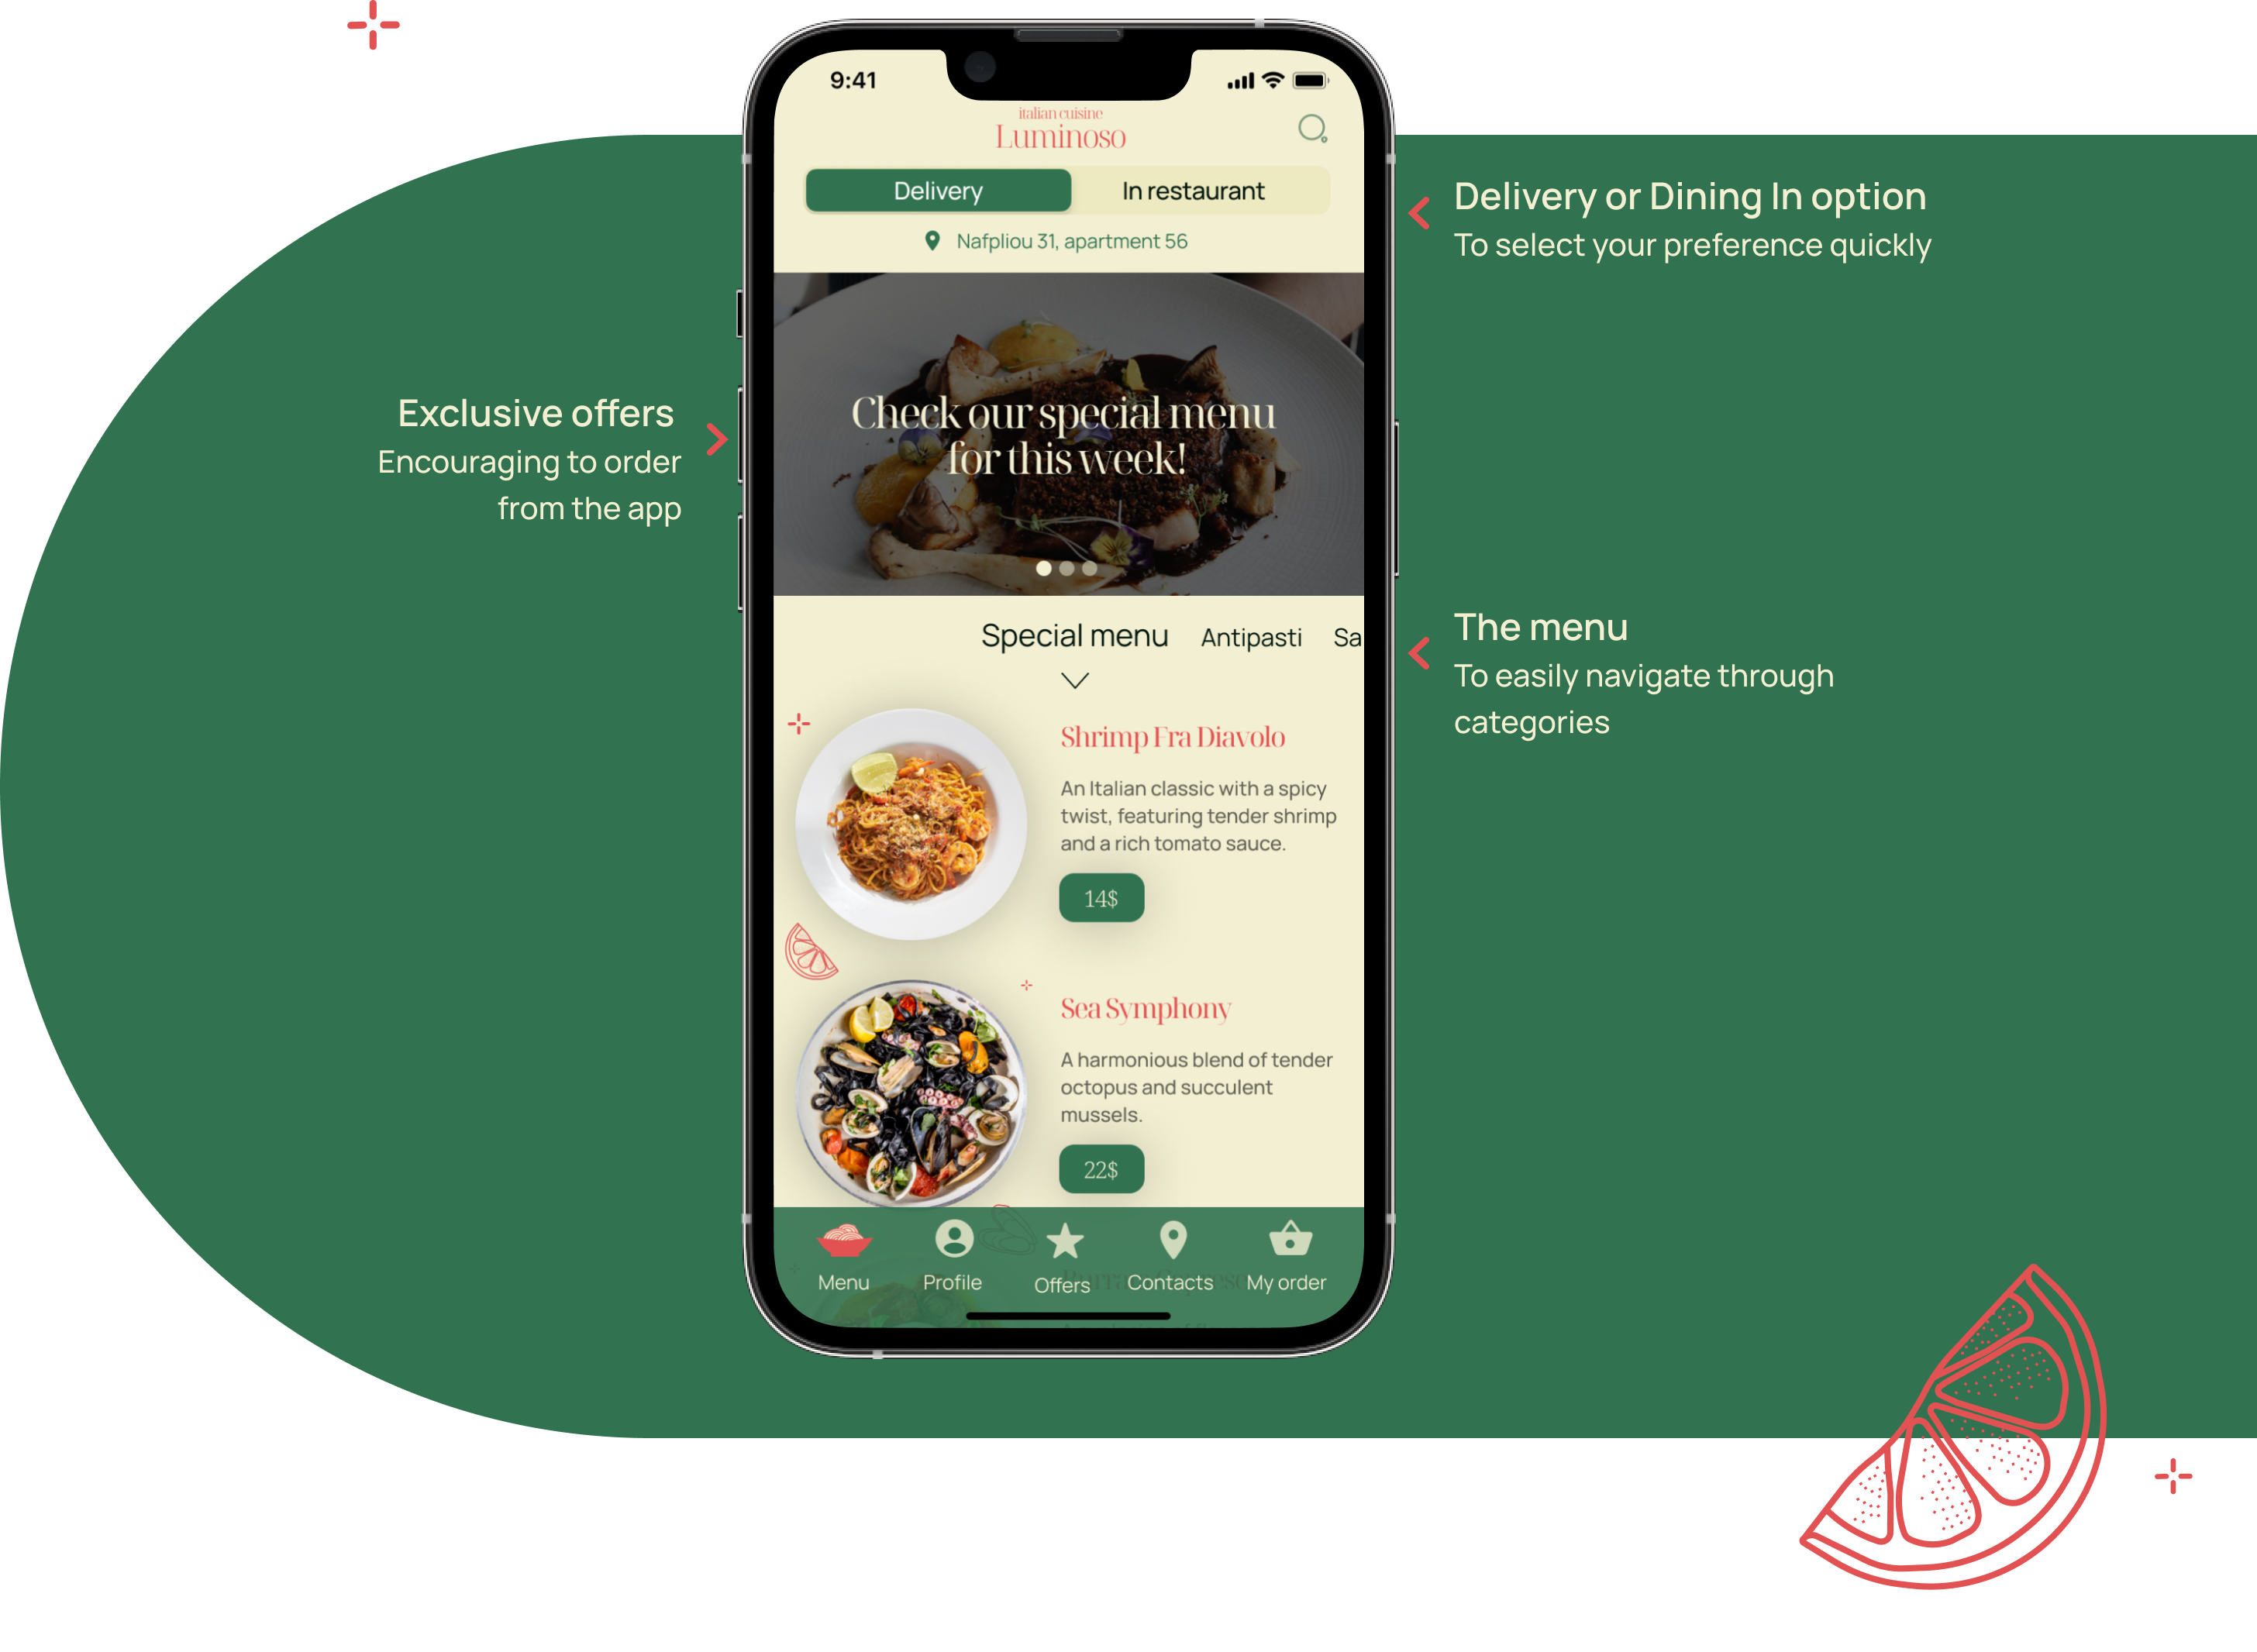 9:41
italian cuisine
Luminoso
Delivery
In restaurant
Nafpliou 31, apartment 56
Delivery or Dining In option
To select your preference quickly
Exclusive offers
Encouraging to order
from the app
Check our special menu
for this week!
The menu
To easily navigate through
categories
Special menu
Antipasti
Sa
Shrimp Fra Diavolo
An Italian classic with a spicy
twist, featuring tender shrimp
and a rich tomato sauce.
14$
Sea Symphony
A harmonious blend of tender
octopus and succulent
mussels.
22$
Menu
Profile
Offers
Contacts
My order